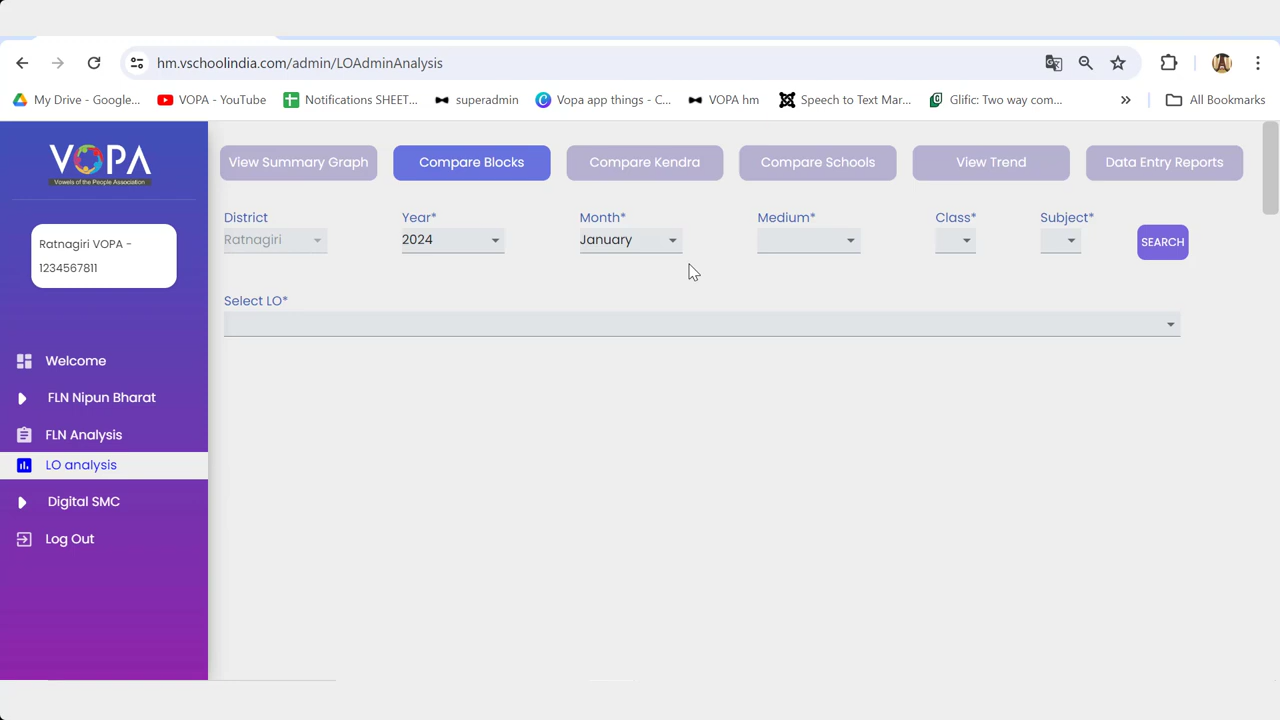 hm.vschoolindia.com/admin/LOAdminAnalysis
My Drive - Google...
VOPA - YouTube
Notifications SHEET...
superadmin
Vopa app things - C...
VOPA hm
Speech to Text Mar...
Glific: Two way com...
»
All Bookmarks
VOPA
Vowels of the People Association
Ratnagiri VOPA -
1234567811
Welcome
FLN Nipun Bharat
FLN Analysis
LO analysis
Digital SMC
Log Out
View Summary Graph
Compare Blocks
Compare Kendra
Compare Schools
View Trend
Data Entry Reports
District
Ratnagiri
Year*
2024
Month*
January
Medium*
Class*
Subject*
SEARCH
Select LO*